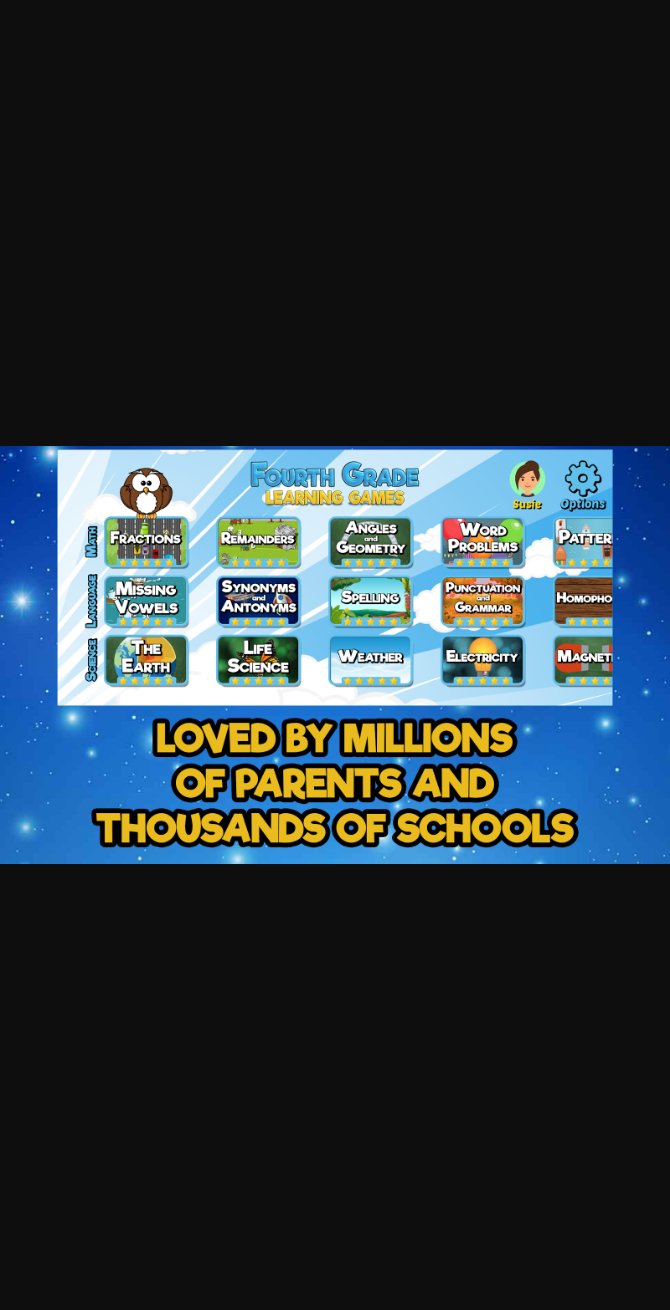 Fourth Grade
Learning Games
Susie
Options
Math
Fractions
Remainders
Angles
and
Geometry
Word
Problems
Patter
Language
Missing
Vowels
Synonyms
and
Antonyms
Spelling
Punctuation
and
Grammar
Homopho
Science
The
Earth
Life
Science
Weather
Electricity
Magnet
LOVED BY MILLIONS
OF PARENTS AND
THOUSANDS OF SCHOOLS